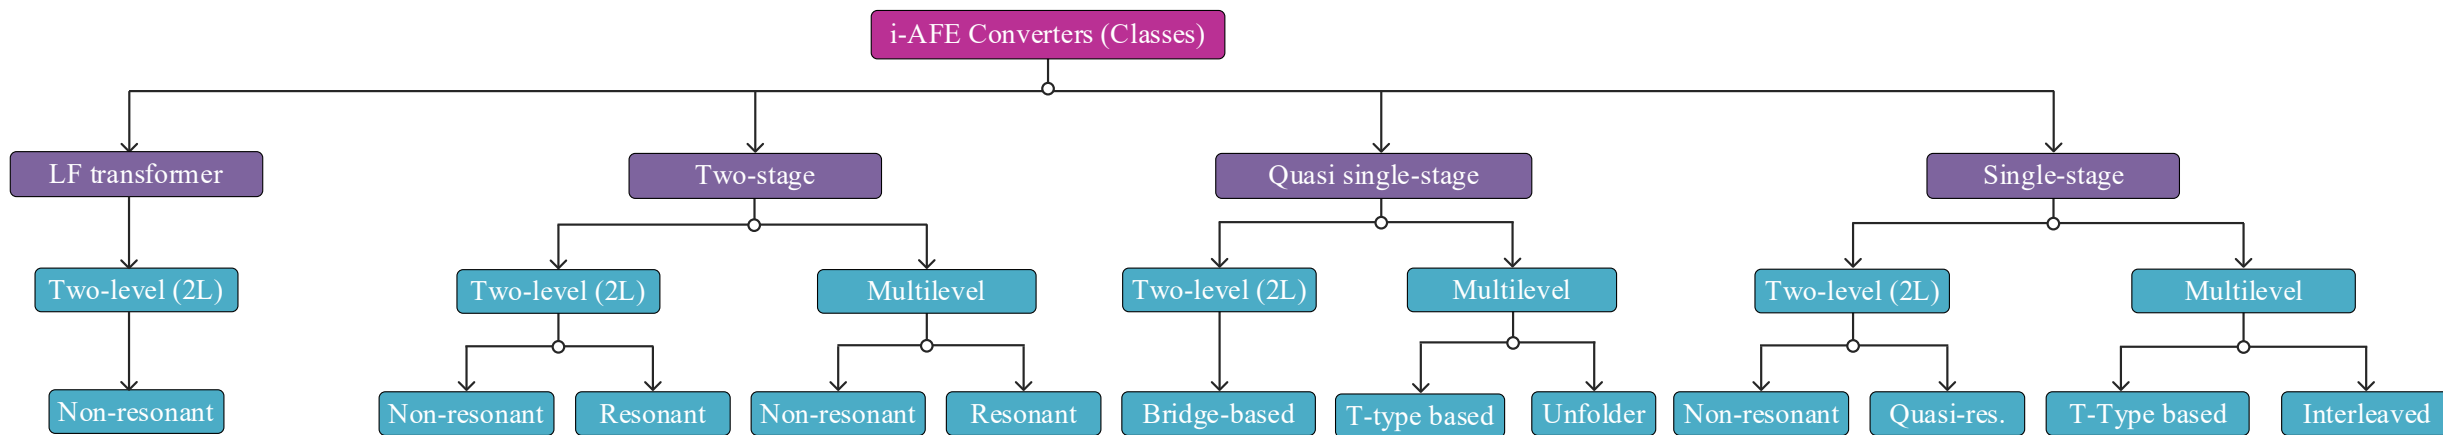 i-AFE Converters (Classes)
LF transformer
Two-stage
Quasi single-stage
Single-stage
Two-level (2L)
Two-level (2L)
Multilevel
Two-level (2L)
Multilevel
Two-level (2L)
Multilevel
Non-resonant
Non-resonant
Resonant
Non-resonant
Resonant
Bridge-based
T-type based
Unfolder
Non-resonant
Quasi-res.
T-Type based
Interleaved